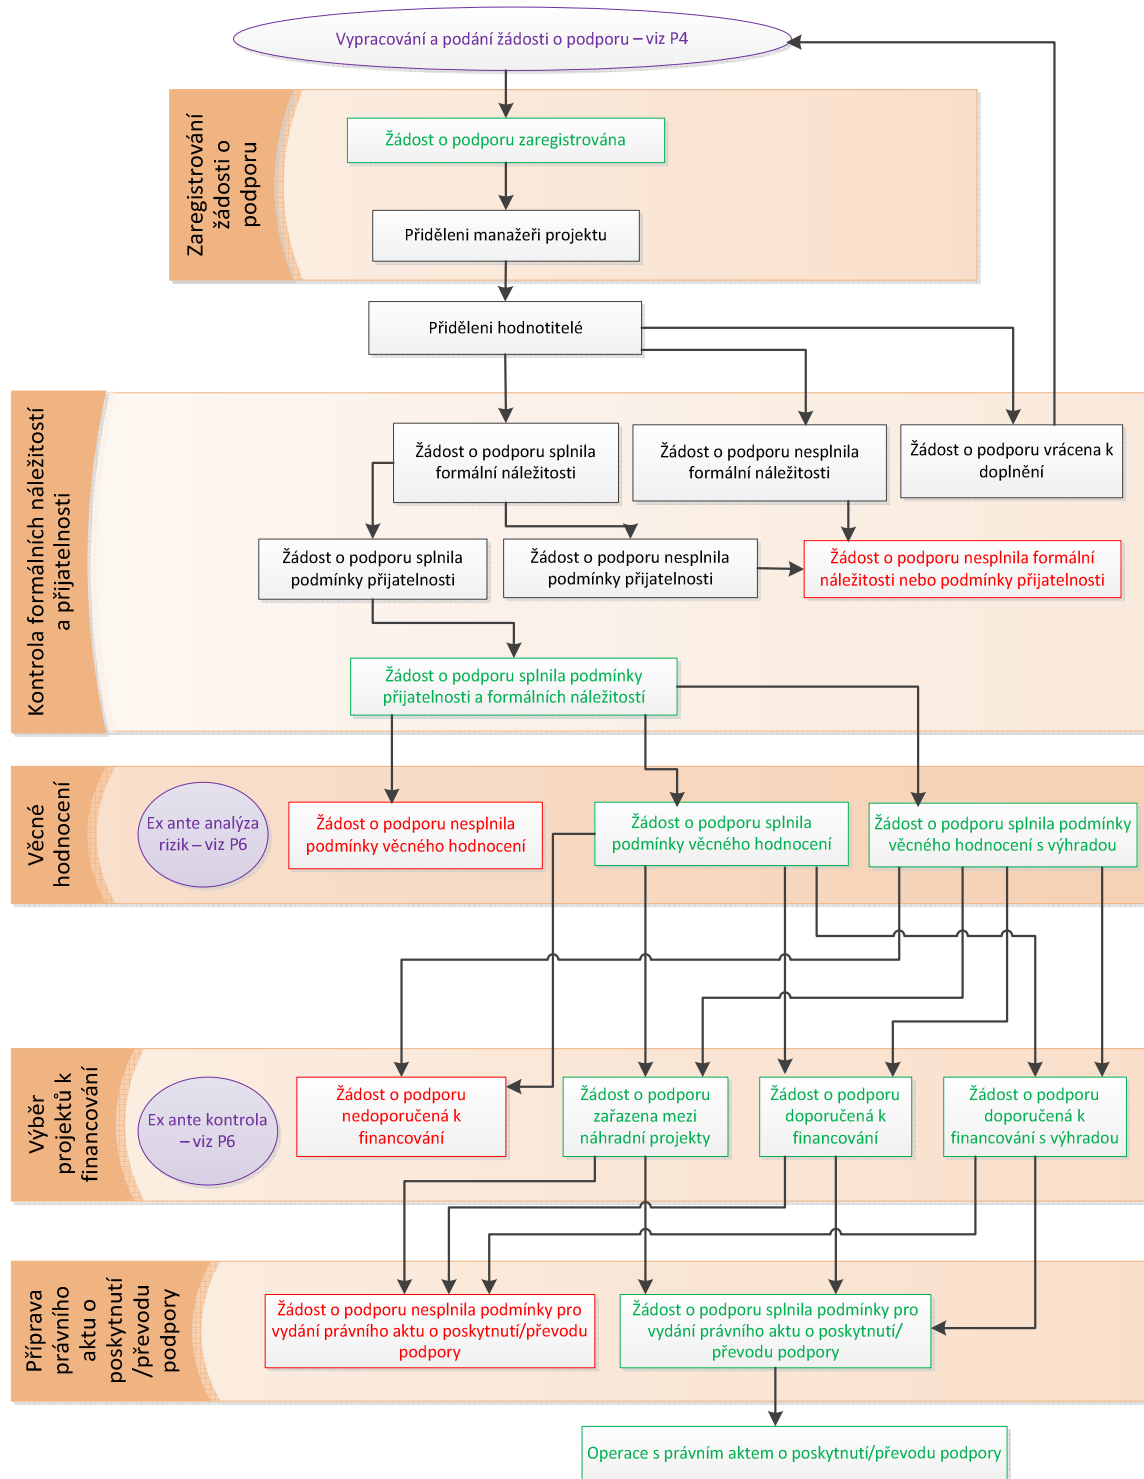 Vypracování a podání žádosti o podporu – viz P4
Zaregistrování
žádosti o
podporu
Žádost o podporu zaregistrována
Přiděleni manažeři projektu
Přiděleni hodnotitelé
Kontrola formálních náležitostí
a přijatelnosti
Žádost o podporu splnila
formální náležitosti
Žádost o podporu nesplnila
formální náležitosti
Žádost o podporu vrácena k
doplnění
Žádost o podporu splnila
podmínky přijatelnosti
Žádost o podporu nesplnila
podmínky přijatelnosti
Žádost o podporu nesplnila formální
náležitosti nebo podmínky přijatelnosti
Žádost o podporu splnila podmínky
přijatelnosti a formálních náležitostí
Věcné
hodnocení
Ex ante analýza
rizik – viz P6
Žádost o podporu nesplnila
podmínky věcného hodnocení
Žádost o podporu splnila
podmínky věcného hodnocení
Žádost o podporu splnila podmínky
věcného hodnocení s výhradou
Výběr
projektů k
financování
Ex ante kontrola
– viz P6
Žádost o podporu
nedoporučená k
financování
Žádost o podporu
zařazena mezi
náhradní projekty
Žádost o podporu
doporučená k
financování
Žádost o podporu
doporučená k
financování s výhradou
Příprava
právního
aktu o
poskytnutí
/převodu
podpory
Žádost o podporu nesplnila podmínky pro
vydání právního aktu o poskytnutí/převodu
podpory
Žádost o podporu splnila podmínky pro
vydání právního aktu o poskytnutí/
převodu podpory
Operace s právním aktem o poskytnutí/převodu podpory